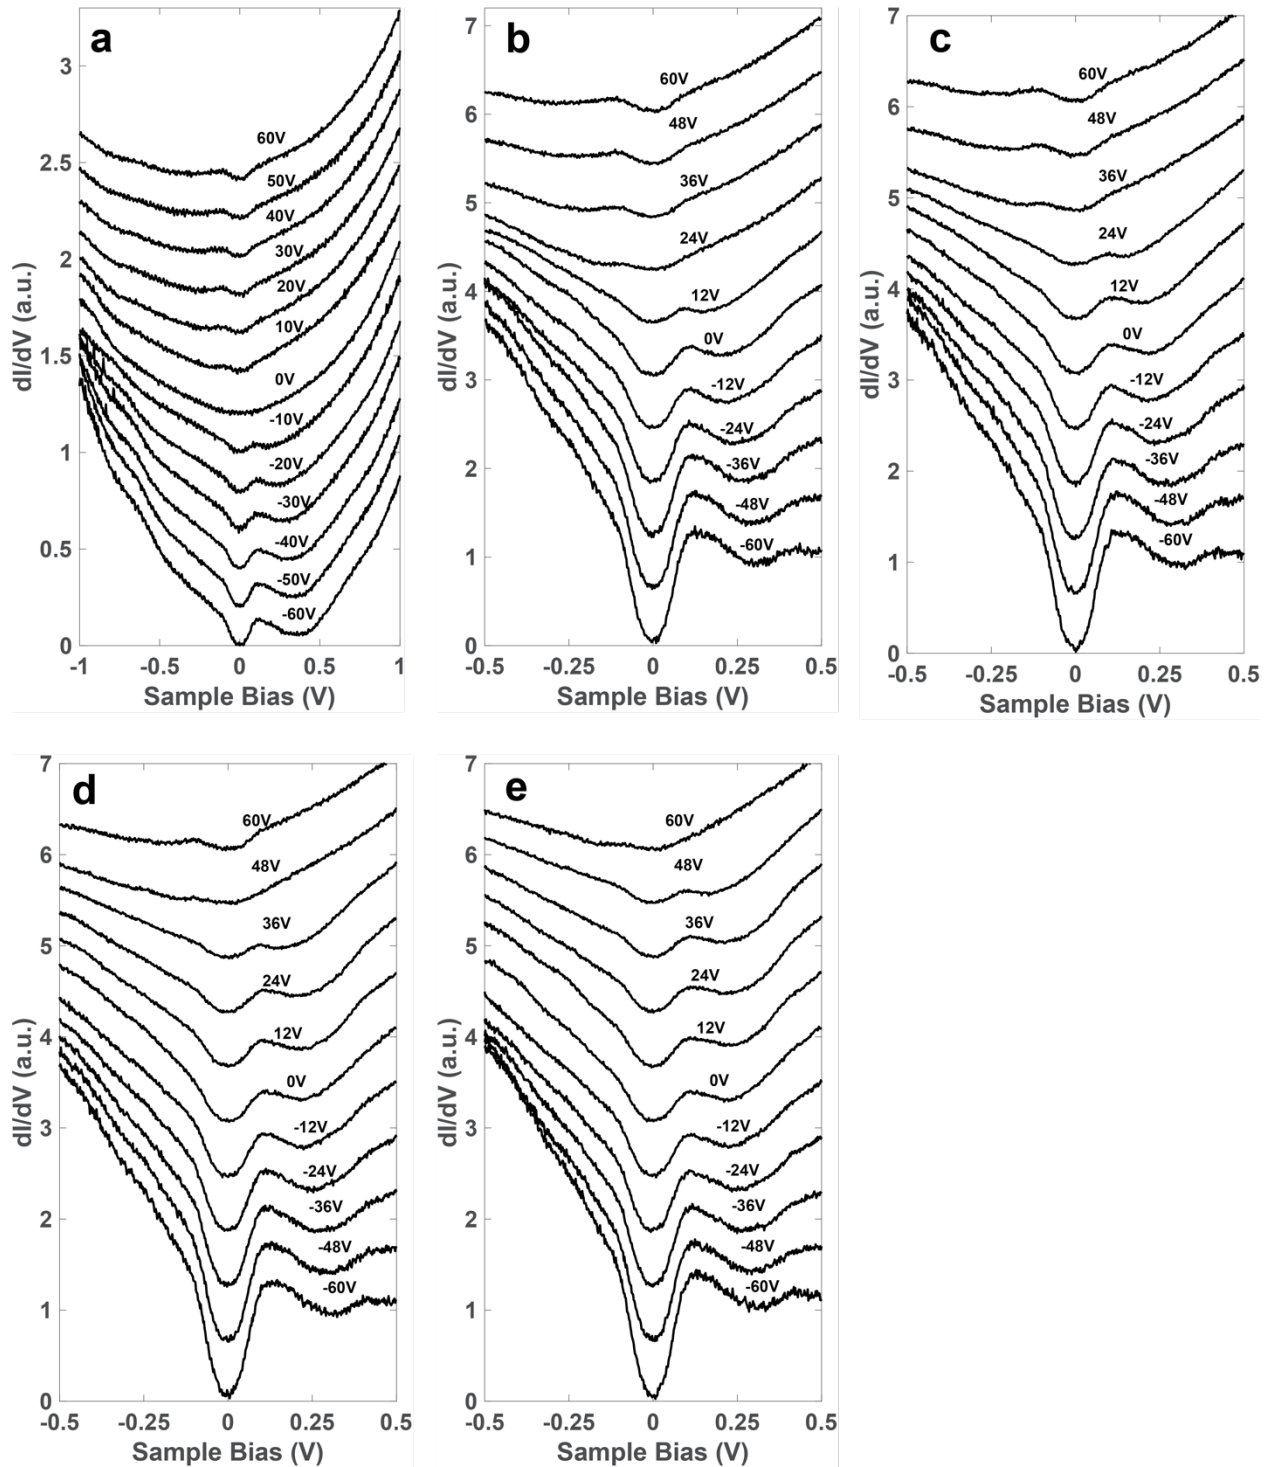 a
dI/dV (a.u.)
3
2.5
2
1.5
1
0.5
0
60V
50V
40V
30V
20V
10V
0V
-10V
-20V
-30V
-40V
-50V
-60V
-1 -0.5 0 0.5 1
Sample Bias (V)
b
dI/dV (a.u.)
7
6
5
4
3
2
1
0
60V
48V
36V
24V
12V
0V
-12V
-24V
-36V
-48V
-60V
-0.5 -0.25 0 0.25 0.5
Sample Bias (V)
c
dI/dV (a.u.)
7
6
5
4
3
2
1
0
60V
48V
36V
24V
12V
0V
-12V
-24V
-36V
-48V
-60V
-0.5 -0.25 0 0.25 0.5
Sample Bias (V)
d
dI/dV (a.u.)
7
6
5
4
3
2
1
0
60V
48V
36V
24V
12V
0V
-12V
-24V
-36V
-48V
-60V
-0.5 -0.25 0 0.25 0.5
Sample Bias (V)
e
dI/dV (a.u.)
7
6
5
4
3
2
1
0
60V
48V
36V
24V
12V
0V
-12V
-24V
-36V
-48V
-60V
-0.5 -0.25 0 0.25 0.5
Sample Bias (V)